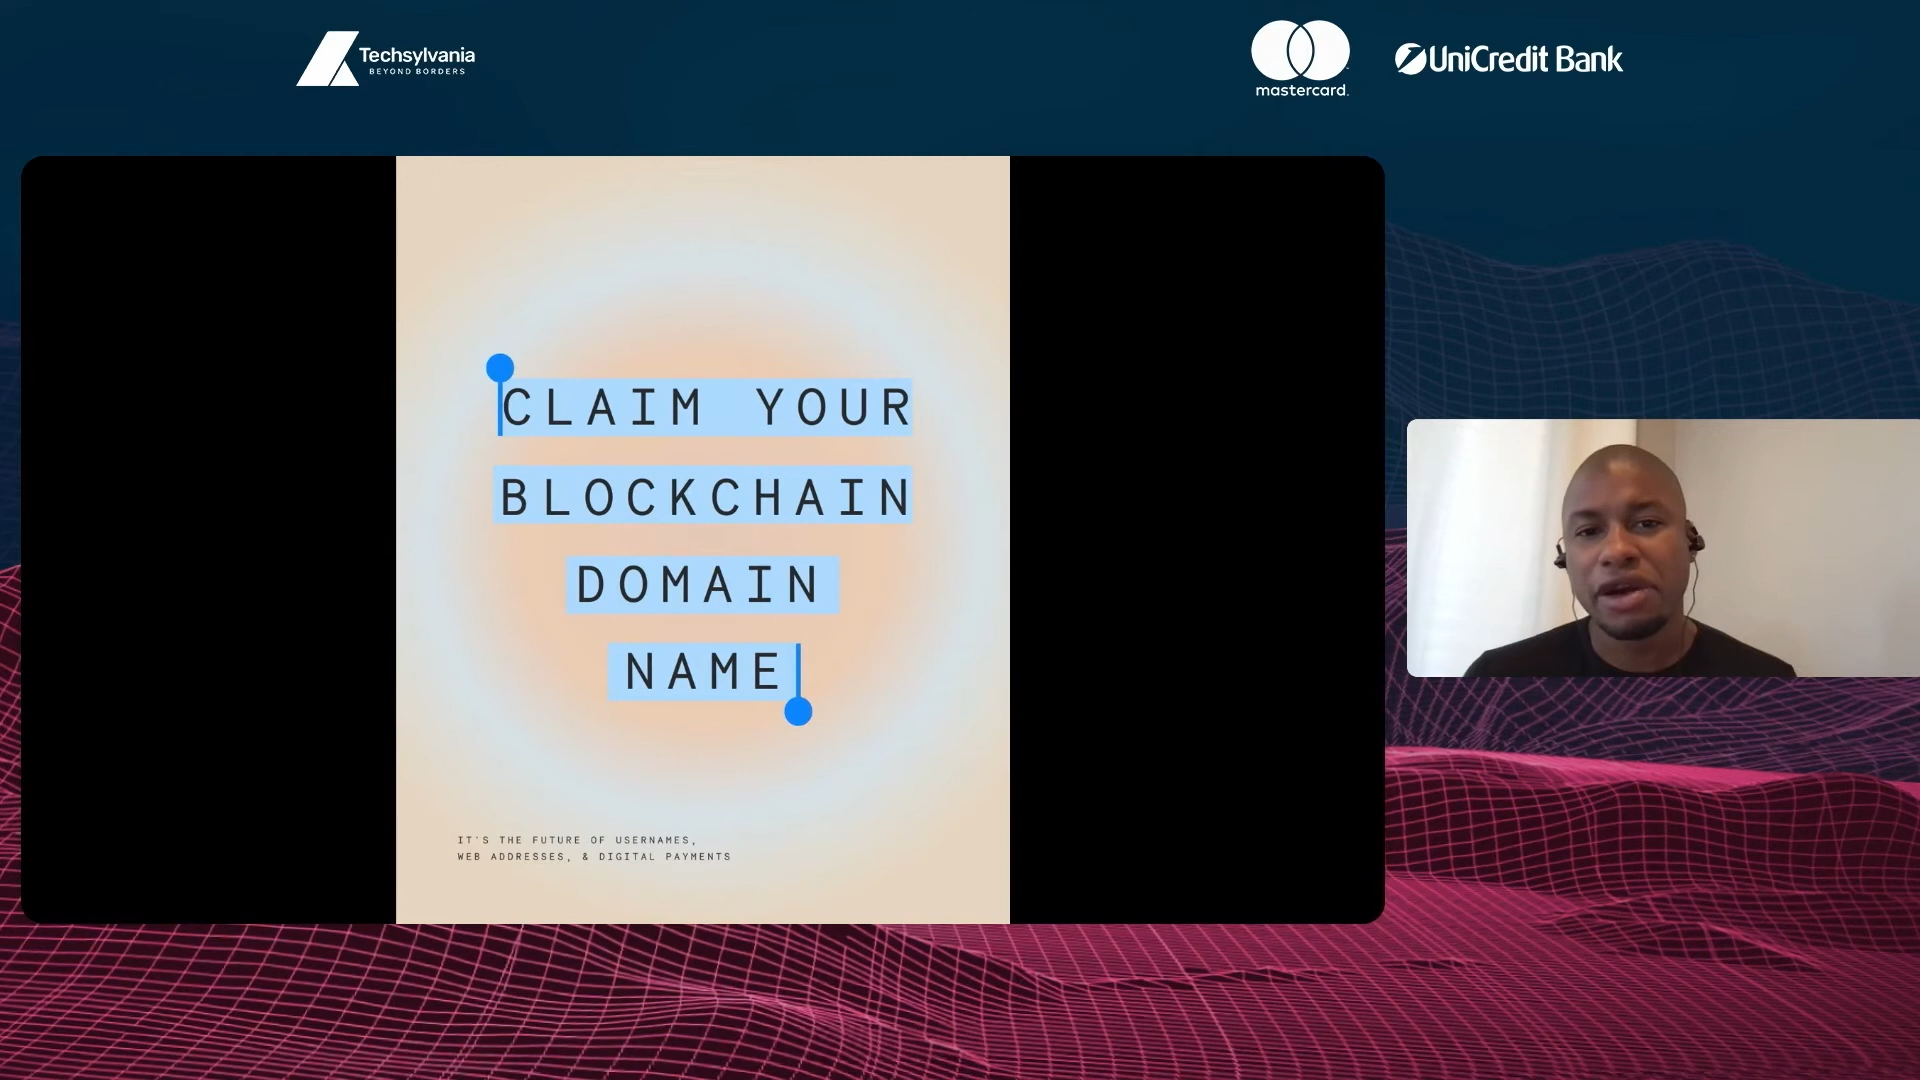 Techsylvania
BEYOND BORDERS
mastercard.
UniCredit Bank
CLAIM YOUR
BLOCKCHAIN
DOMAIN
NAME
IT'S THE FUTURE OF USERNAMES,
WEB ADDRESSES, & DIGITAL PAYMENTS